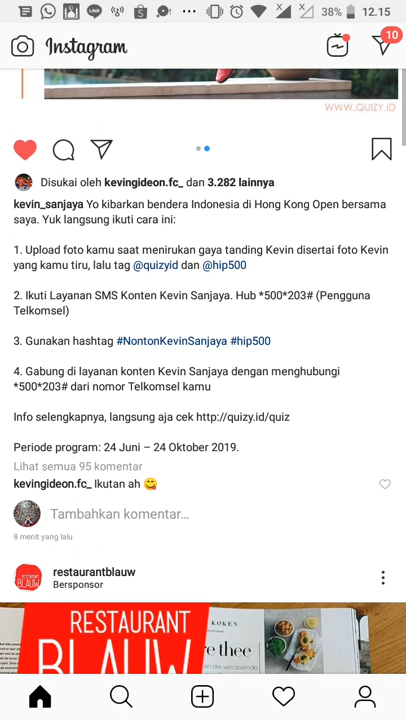 38% 12.15
Instagram
10
WWW.QUIZY.ID
Disukai oleh kevingideon.fc_ dan 3.282 lainnya
kevin_sanjaya Yo kibarkan bendera Indonesia di Hong Kong Open bersama
saya. Yuk langsung ikuti cara ini:
1. Upload foto kamu saat menirukan gaya tanding Kevin disertai foto Kevin
yang kamu tiru, lalu tag @quizyid dan @hip500
2. Ikuti Layanan SMS Konten Kevin Sanjaya. Hub *500*203# (Pengguna
Telkomsel)
3. Gunakan hashtag #NontonKevinSanjaya #hip500
4. Gabung di layanan konten Kevin Sanjaya dengan menghubungi
*500*203# dari nomor Telkomsel kamu
Info selengkapnya, langsung aja cek http://quizy.id/quiz
Periode program: 24 Juni – 24 Oktober 2019.
Lihat semua 95 komentar
kevingideon.fc_ Ikutan ah 😋
Tambahkan komentar...
8 menit yang lalu
BLAUW
restaurantblauw
Bersponsor
RESTAURANT
BLAUW
KOKEN
re thee